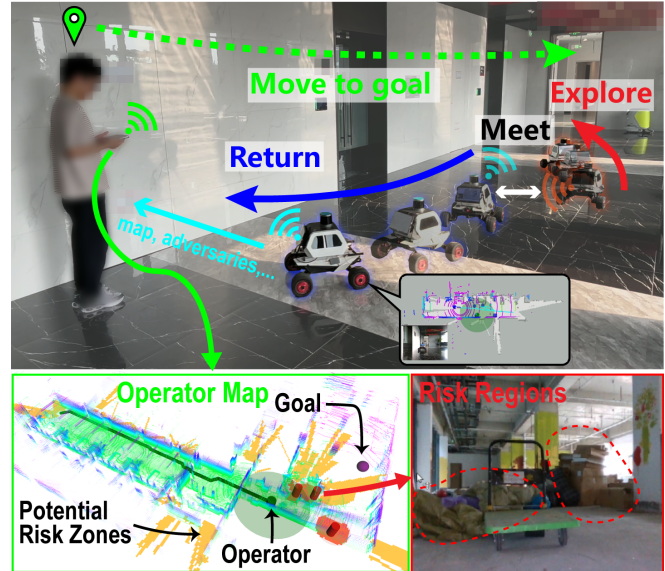 Move to goal
Explore
Meet
Return
map, adversaries,...
Operator Map
Goal
Potential
Risk Zones
Operator
Risk Regions